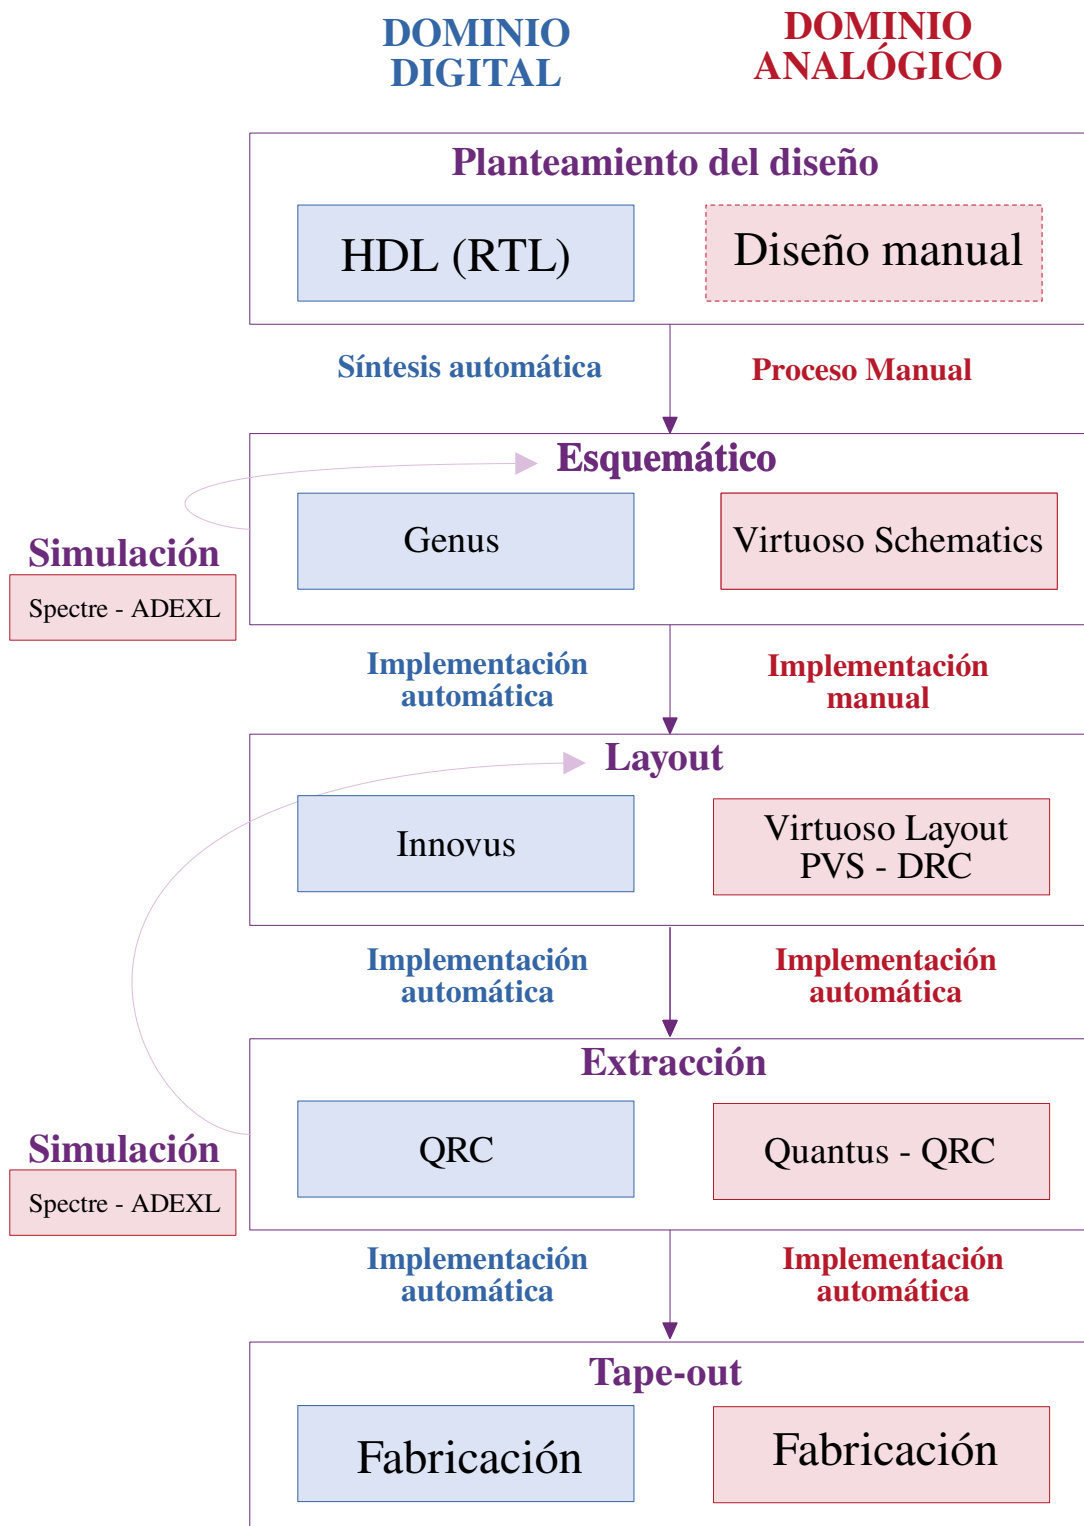 DOMINIO
DIGITAL
DOMINIO
ANALÓGICO
Planteamiento del diseño
HDL (RTL)
Diseño manual
Síntesis automática
Proceso Manual
Esquemático
Genus
Virtuoso Schematics
Simulación
Spectre - ADEXL
Implementación
automática
Implementación
manual
Layout
Innovus
Virtuoso Layout
PVS - DRC
Implementación
automática
Implementación
automática
Extracción
QRC
Quantus - QRC
Simulación
Spectre - ADEXL
Implementación
automática
Implementación
automática
Tape-out
Fabricación
Fabricación